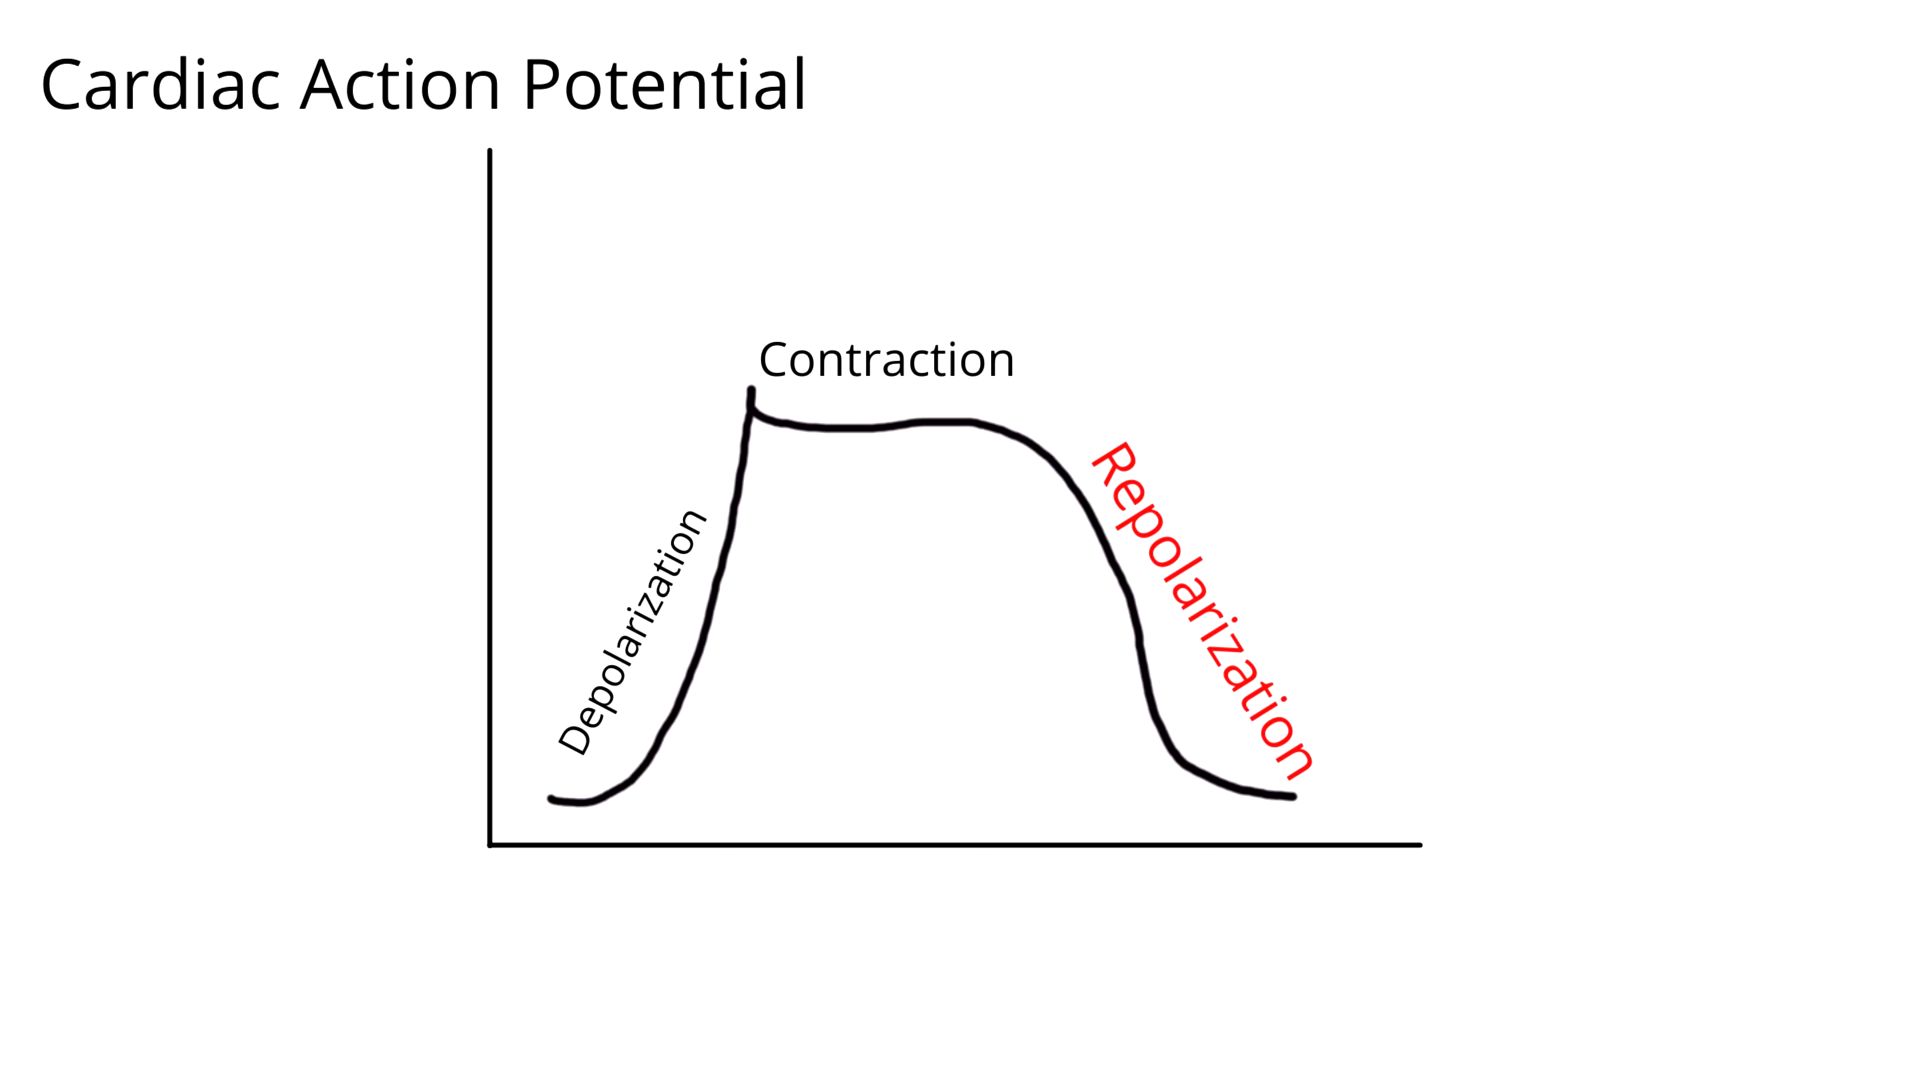 Cardiac Action Potential
Contraction
Depolarization
Repolarization